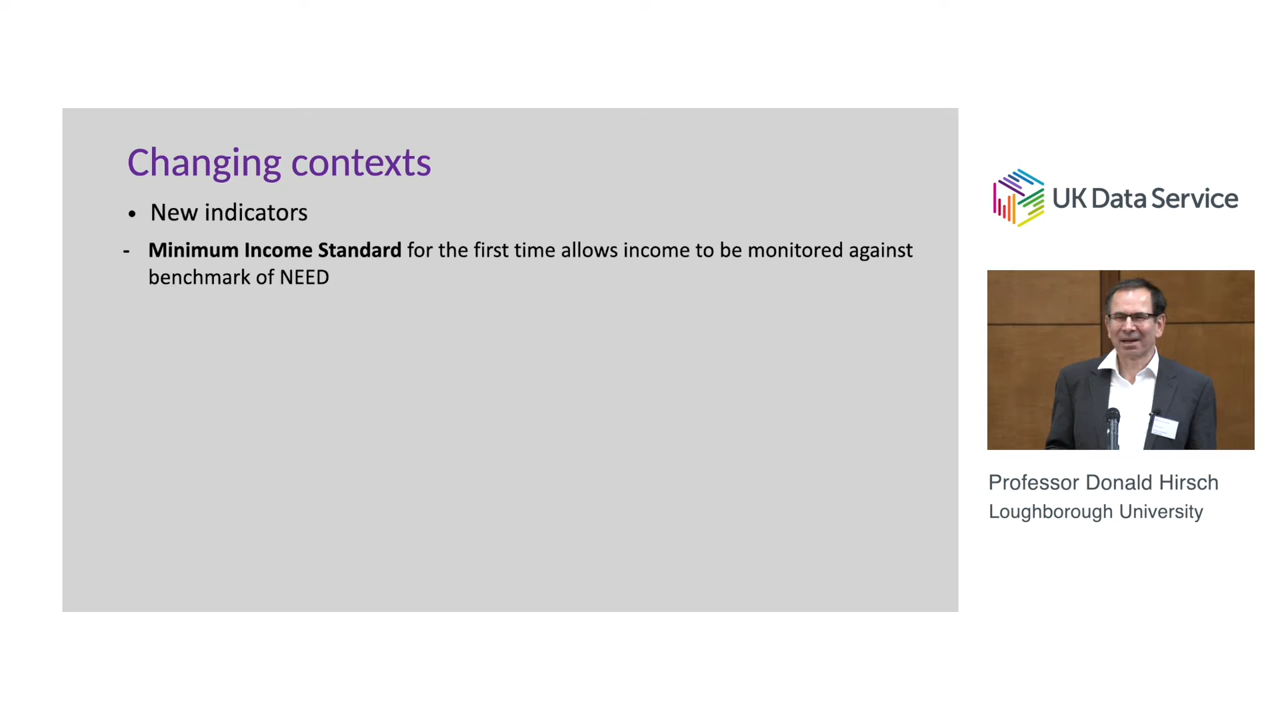 Changing contexts
• New indicators
- Minimum Income Standard for the first time allows income to be monitored against
benchmark of NEED
UK Data Service
Professor Donald Hirsch
Loughborough University